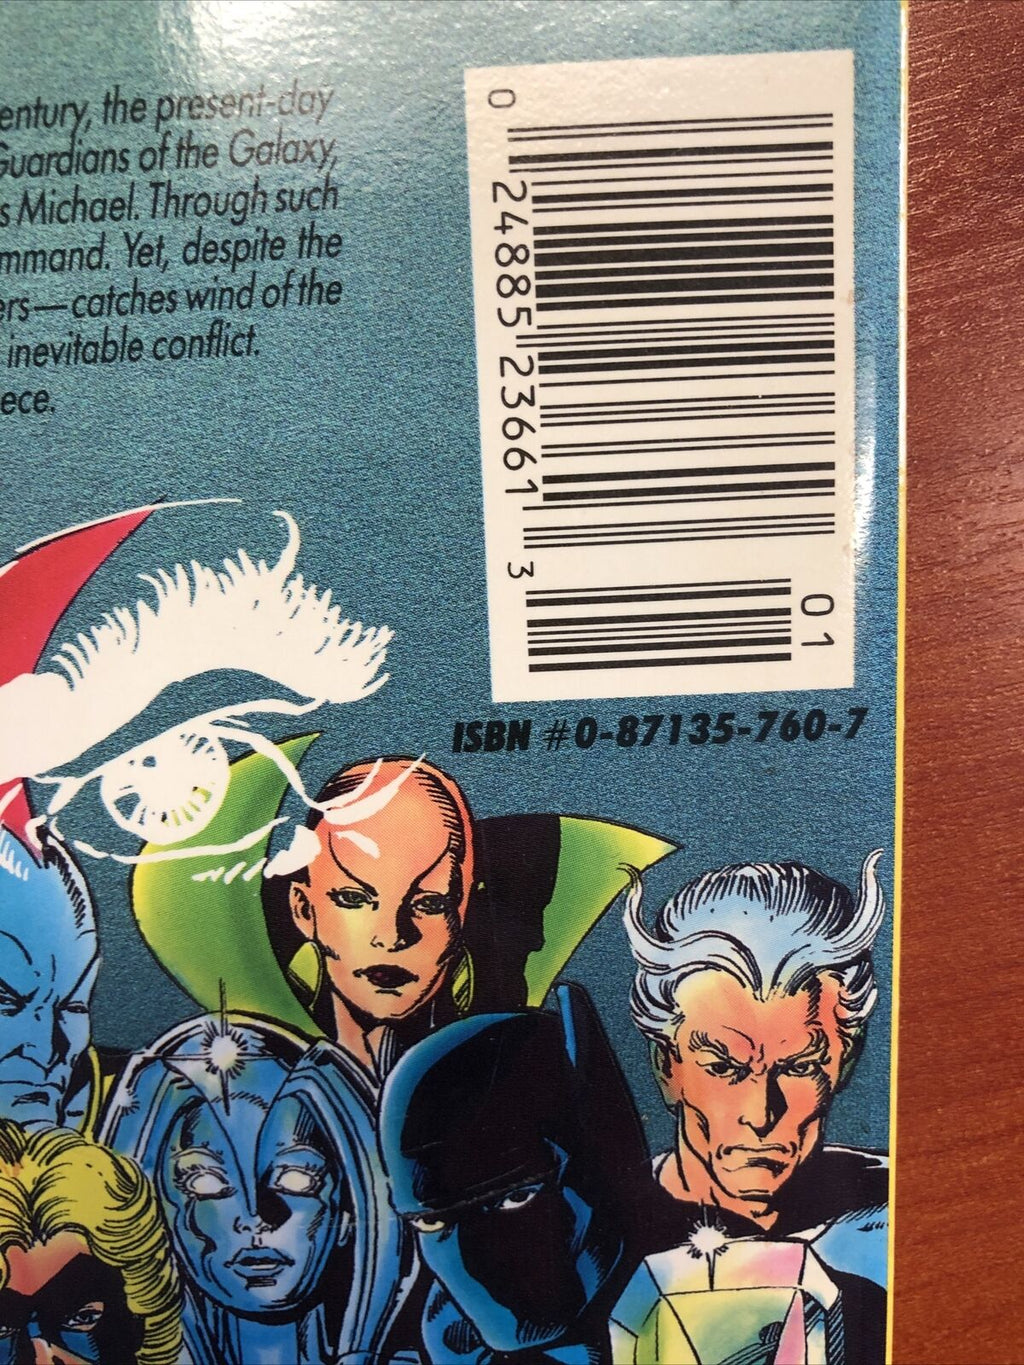 entury, the present-day
Guardians of the Galaxy,
s Michael. Through such
mmand. Yet, despite the
ers—catches wind of the
inevitable conflict.
ece.
0
24885 23661
3
01
ISBN #0-87135-760-7